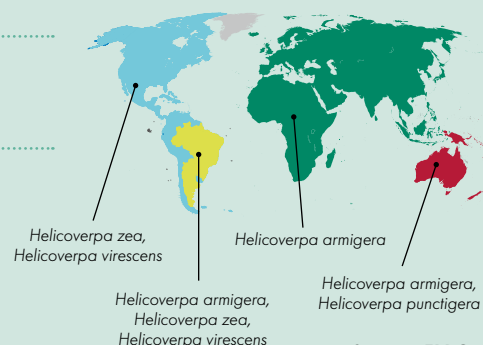 Helicoverpa zea,
Helicoverpa virescens
Helicoverpa armigera,
Helicoverpa zea,
Helicoverpa virescens
Helicoverpa armigera
Helicoverpa armigera,
Helicoverpa punctigera